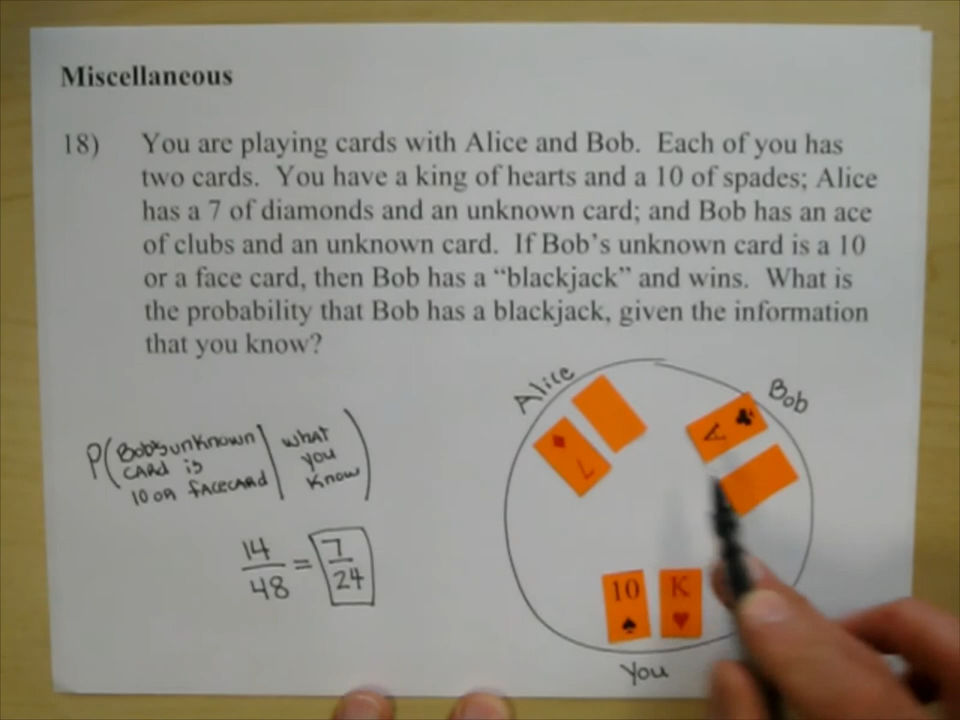 Miscellaneous
18) You are playing cards with Alice and Bob. Each of you has
two cards. You have a king of hearts and a 10 of spades; Alice
has a 7 of diamonds and an unknown card; and Bob has an ace
of clubs and an unknown card. If Bob's unknown card is a 10
or a face card, then Bob has a “blackjack” and wins. What is
the probability that Bob has a blackjack, given the information
that you know?
P(Bob's unknown card is 10 or facecard | what you know)
14/48 = 7/24
Alice
Bob
♦ 7
A ♣
10 ♠
K ♥
You